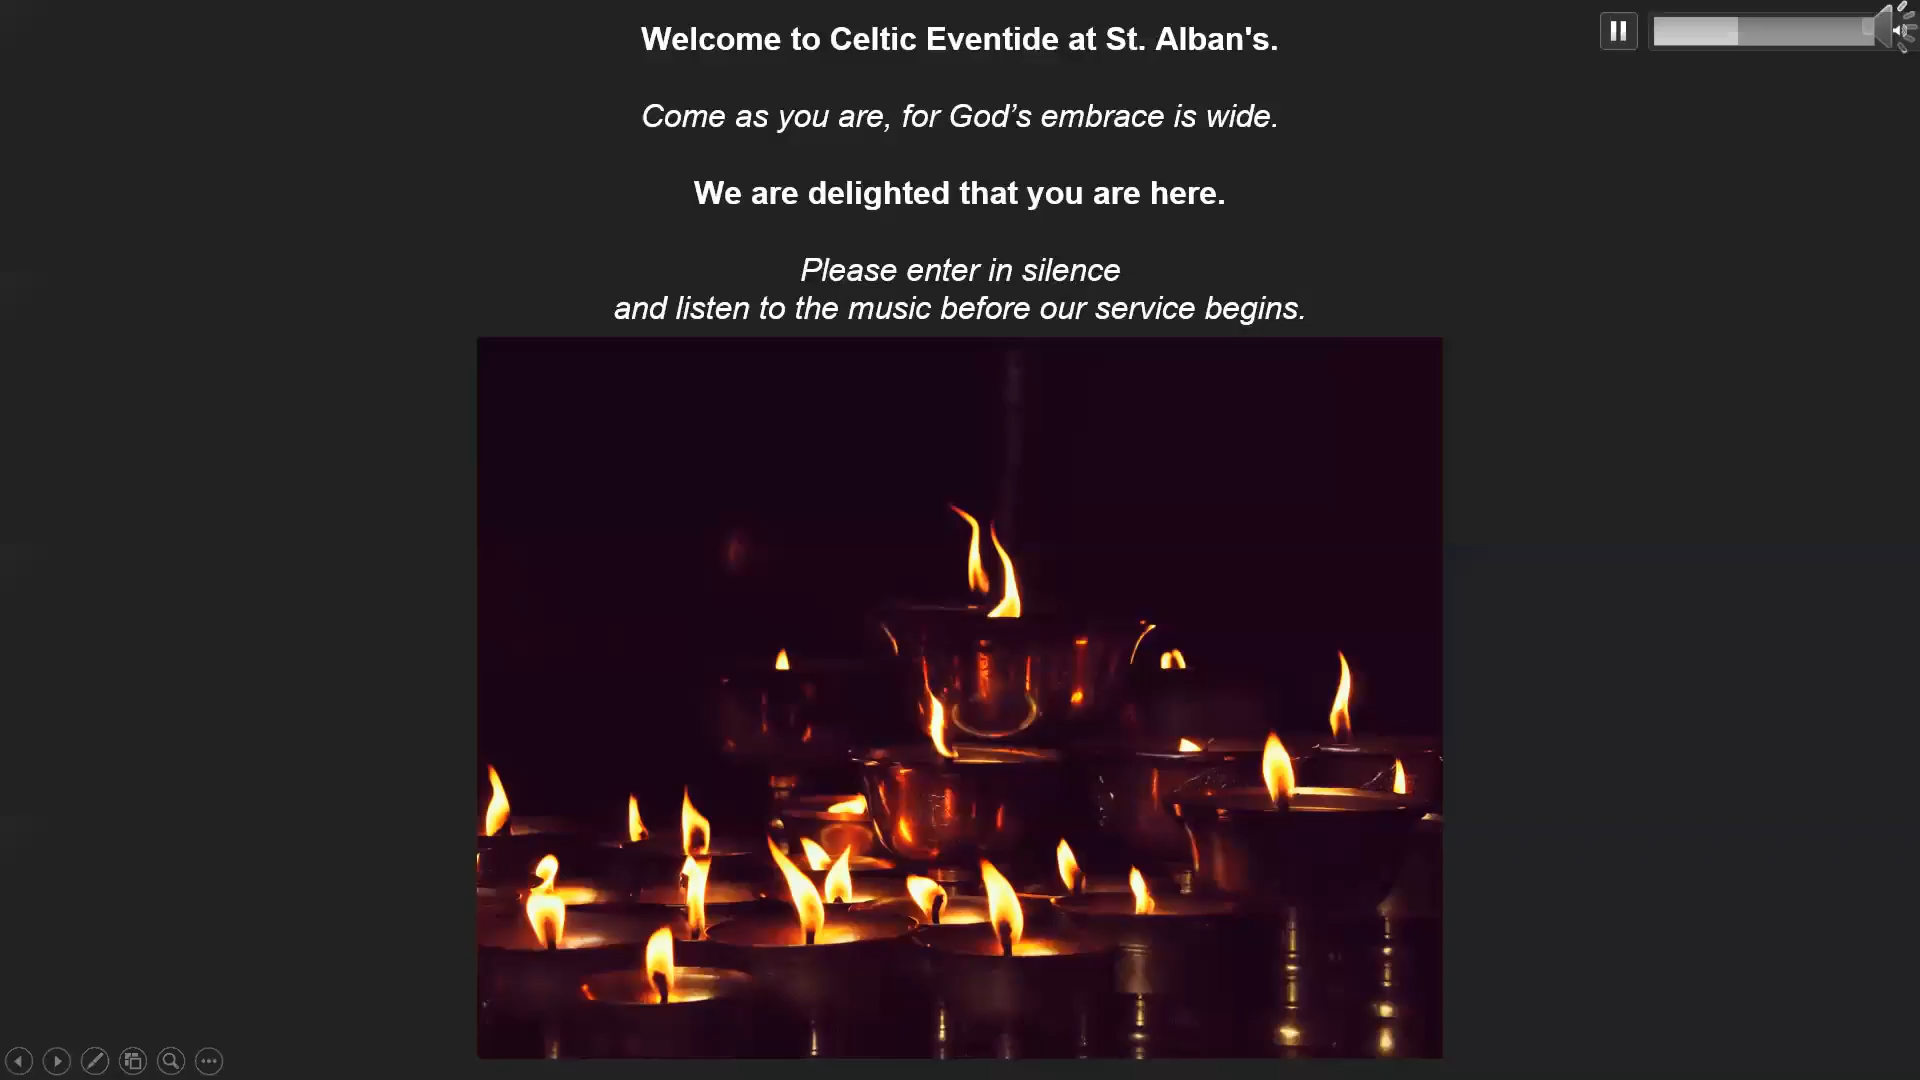 Welcome to Celtic Eventide at St. Alban's.
Come as you are, for God’s embrace is wide.
We are delighted that you are here.
Please enter in silence
and listen to the music before our service begins.